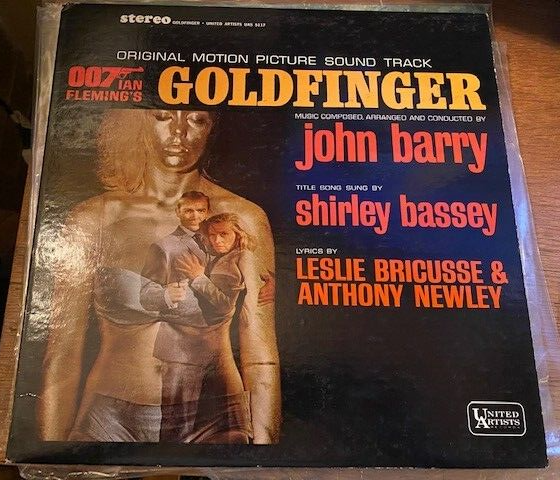 stereo GOLDFINGER • UNITED ARTISTS UAS 5117
ORIGINAL MOTION PICTURE SOUND TRACK
007 IAN
FLEMING'S
GOLDFINGER
MUSIC COMPOSED, ARRANGED AND CONDUCTED BY
john barry
TITLE SONG SUNG BY
shirley bassey
LYRICS BY
LESLIE BRICUSSE &
ANTHONY NEWLEY
UNITED
ARTISTS